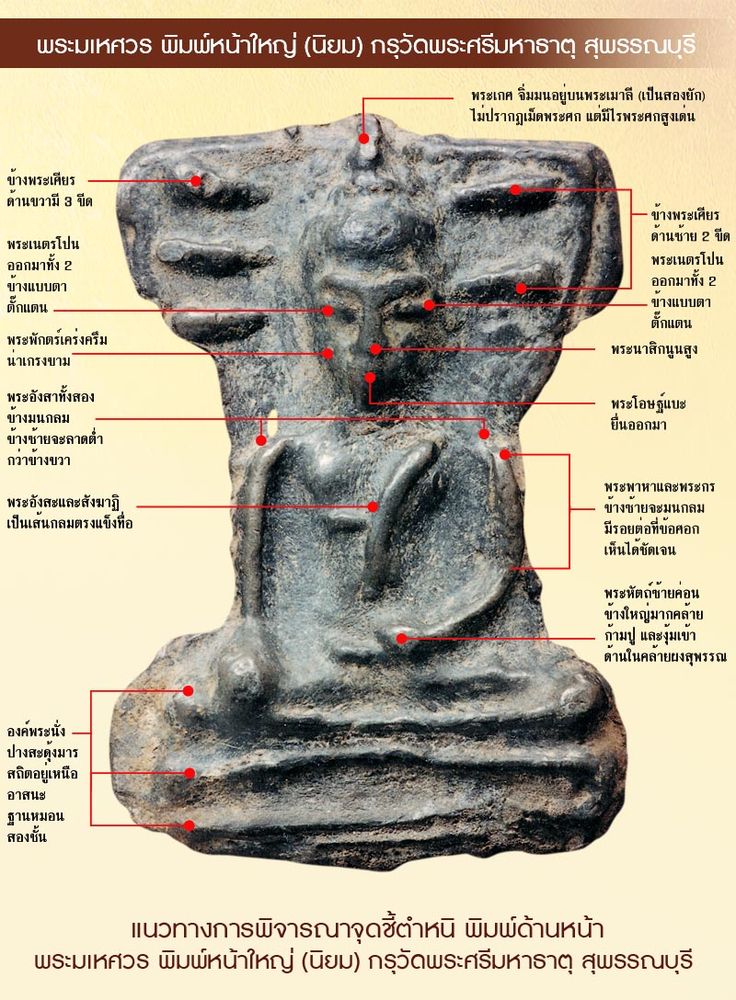 พระมเหศวร พิมพ์หน้าใหญ่ (นิยม) กรุวัดพระศรีมหาธาตุ สุพรรณบุรี
พระเกศ จิ่มมนอยู่บนพระเมาลี (เป็นสองยัก)
ไม่ปรากฏเม็ดพระศก แต่มีไรพระศกสูงเด่น
ข้างพระเศียร
ด้านขวามี 3 ขีด
พระเนตรโปน
ออกมาทั้ง 2
ข้างแบบตา
ตั๊กแตน
พระพักตร์เคร่งครึม
น่าเกรงขาม
พระอังสาทั้งสอง
ข้างมนกลม
ข้างซ้ายจะลาดต่ำ
กว่าข้างขวา
พระอังสะและสังฆาฏิ
เป็นเส้นกลมตรงแข็งทื่อ
องค์พระนั่ง
ปางสะดุ้งมาร
สถิตอยู่เหนือ
อาสนะ
ฐานหมอน
สองชั้น
ข้างพระเศียร
ด้านซ้าย 2 ขีด
พระเนตรโปน
ออกมาทั้ง 2
ข้างแบบตา
ตั๊กแตน
พระนาสิกนูนสูง
พระโอษฐ์แบะ
ยื่นออกมา
พระพาหาและพระกร
ข้างซ้ายจะมนกลม
มีรอยต่อที่ข้อศอก
เห็นได้ชัดเจน
พระหัตถ์ซ้ายค่อน
ข้างใหญ่มากคล้าย
ก้ามปู และงุ้มเข้า
ด้านในคล้ายผงสุพรรณ
แนวทางการพิจารณาจุดชี้ตำหนิ พิมพ์ด้านหน้า
พระมเหศวร พิมพ์หน้าใหญ่ (นิยม) กรุวัดพระศรีมหาธาตุ สุพรรณบุรี